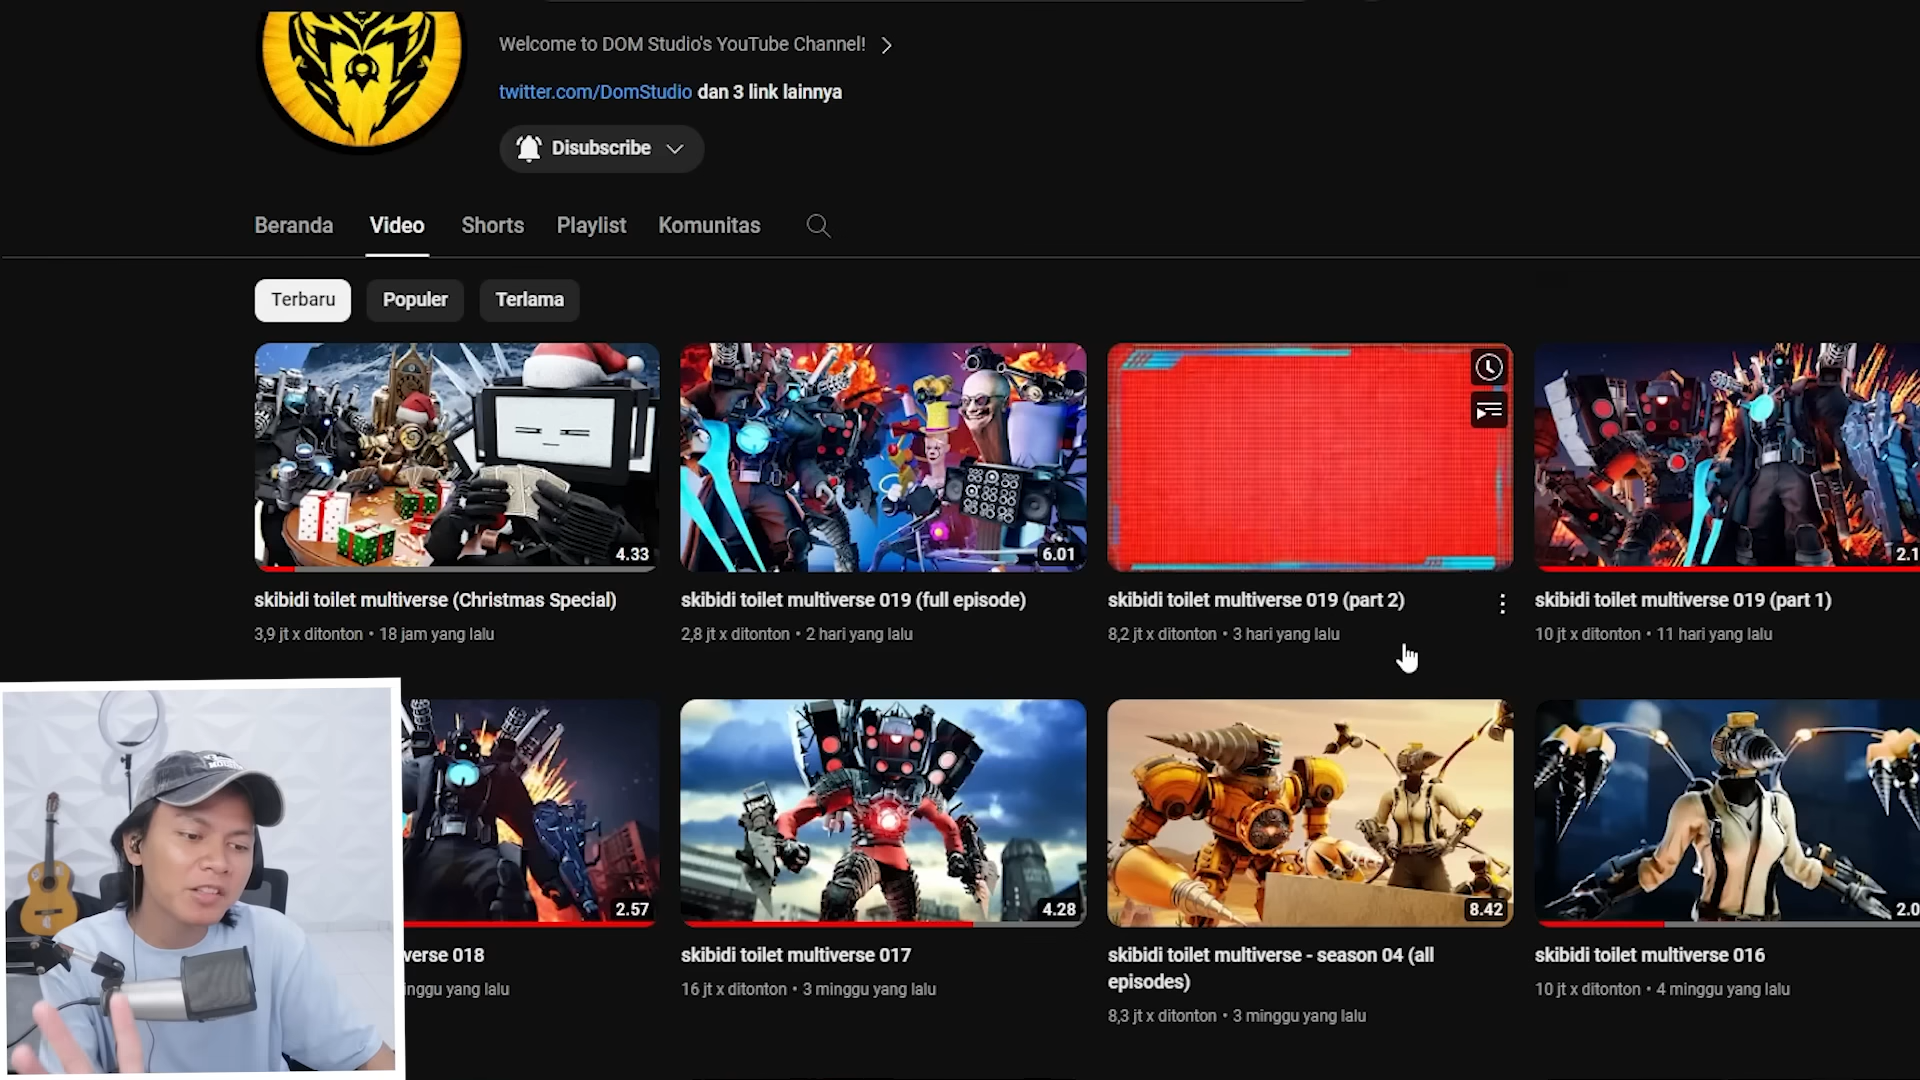 Welcome to DOM Studio's YouTube Channel!
twitter.com/DomStudio dan 3 link lainnya
Disubscribe
Beranda Video Shorts Playlist Komunitas
Terbaru Populer Terlama
4.33
6.01
2.1
skibidi toilet multiverse (Christmas Special)
3,9 jt x ditonton • 18 jam yang lalu
skibidi toilet multiverse 019 (full episode)
2,8 jt x ditonton • 2 hari yang lalu
skibidi toilet multiverse 019 (part 2)
8,2 jt x ditonton • 3 hari yang lalu
skibidi toilet multiverse 019 (part 1)
10 jt x ditonton • 11 hari yang lalu
2.57
4.28
8.42
2.0
verse 018
inggu yang lalu
skibidi toilet multiverse 017
16 jt x ditonton • 3 minggu yang lalu
skibidi toilet multiverse - season 04 (all
episodes)
8,3 jt x ditonton • 3 minggu yang lalu
skibidi toilet multiverse 016
10 jt x ditonton • 4 minggu yang lalu